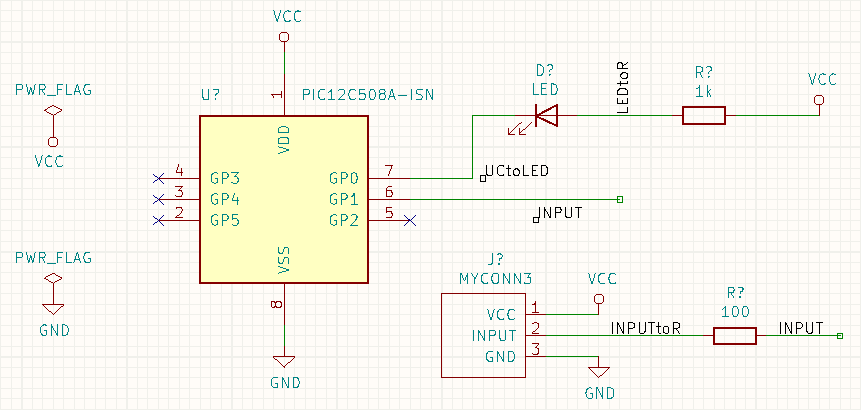 VCC
PWR_FLAG
VCC
U?
PIC12C508A-ISN
1
VDD
4
GP3
3
GP4
2
GP5
GP0
7
GP1
6
GP2
5
VSS
8
GND
PWR_FLAG
GND
D?
LED
LEDtoR
R?
1k
VCC
UCtoLED
INPUT
J?
MYCONN3
VCC
1
INPUT
2
GND
3
VCC
INPUTtoR
GND
R?
100
INPUT